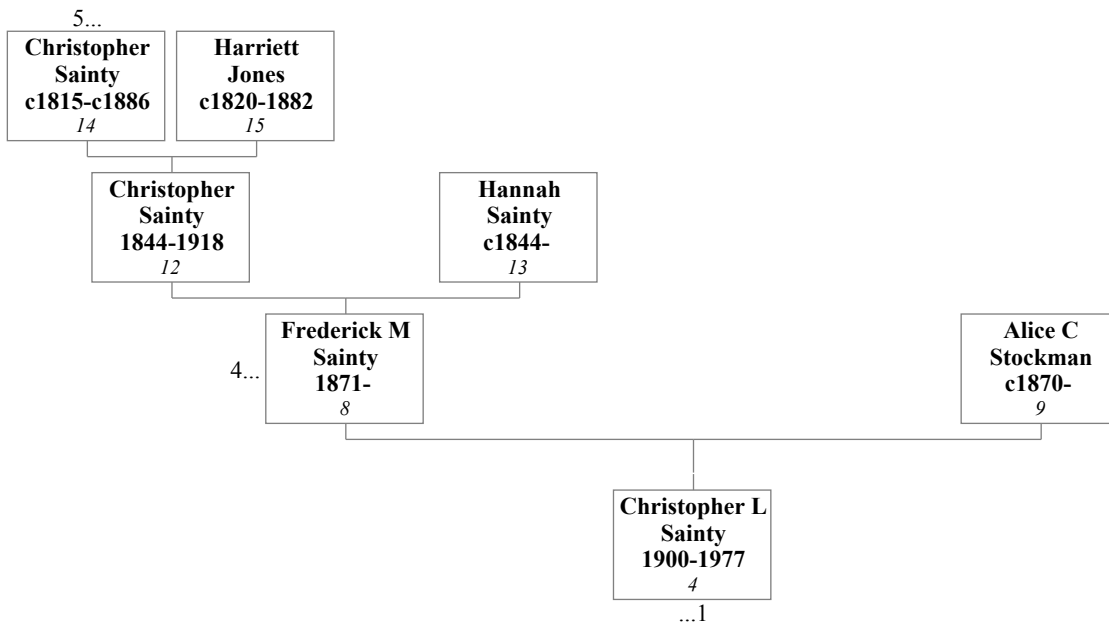 5...
Christopher
Sainty
c1815-c1886
14
Harriett
Jones
c1820-1882
15
Christopher
Sainty
1844-1918
12
Hannah
Sainty
c1844-
13
4...
Frederick M
Sainty
1871-
8
Alice C
Stockman
c1870-
9
Christopher L
Sainty
1900-1977
4
...1